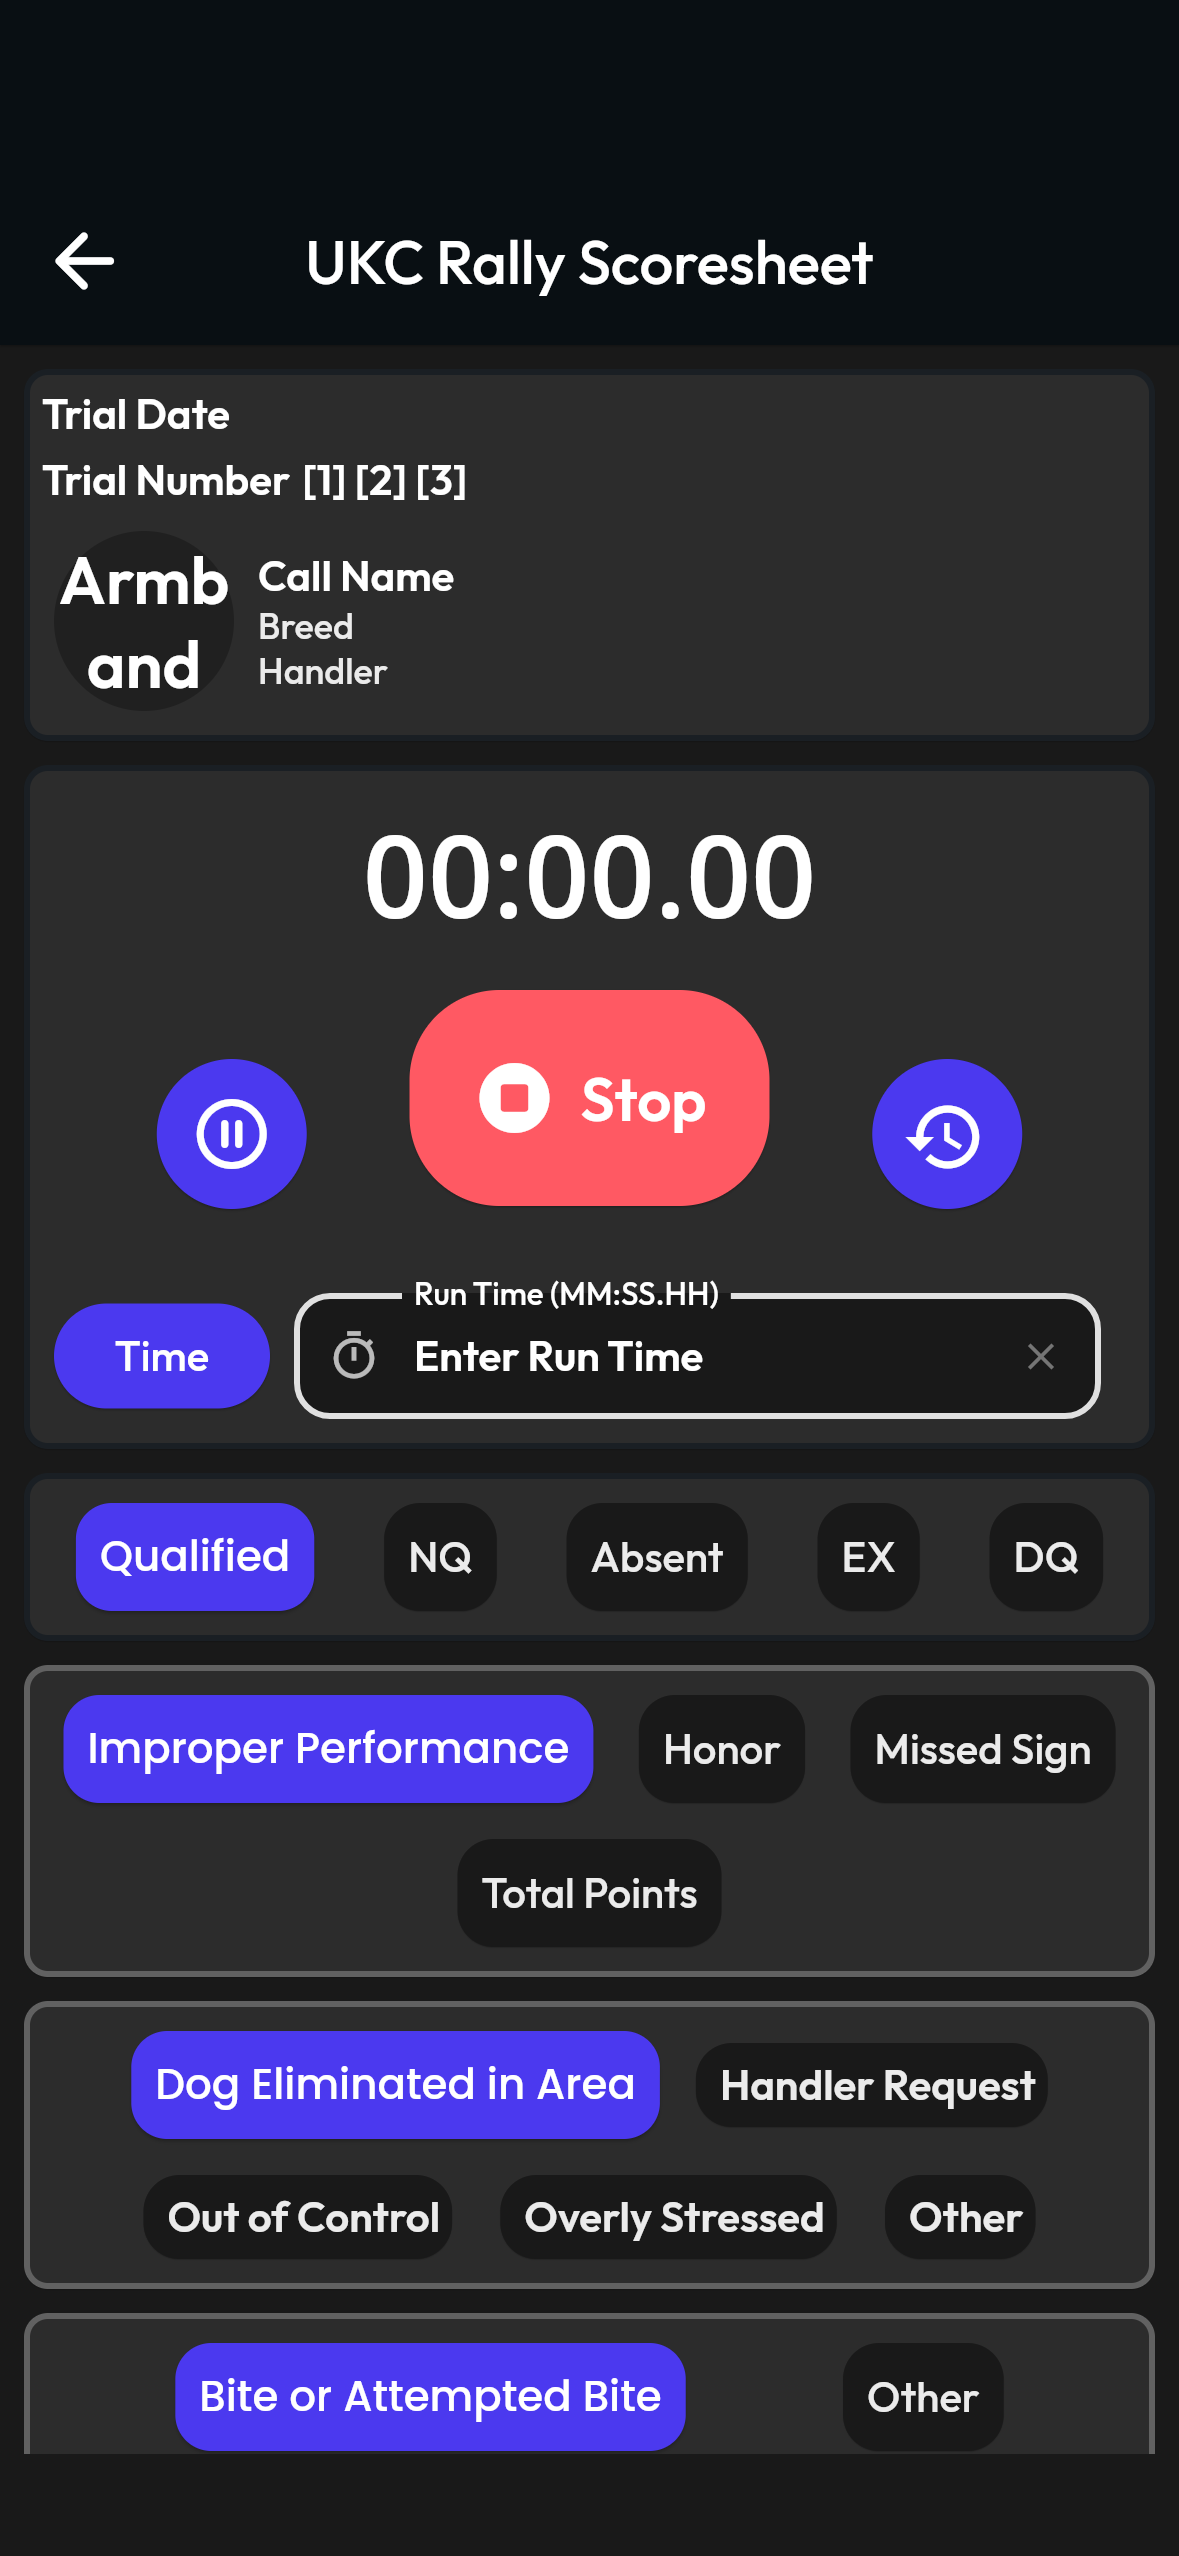 UKC Rally Scoresheet
Trial Date
Trial Number [1] [2] [3]
Armb
and
Call Name
Breed
Handler
00:00.00
Stop
Run Time (MM:SS.HH)
Time
Enter Run Time
Qualified NQ Absent EX DQ
Improper Performance Honor Missed Sign
Total Points
Dog Eliminated in Area Handler Request
Out of Control Overly Stressed Other
Bite or Attempted Bite Other